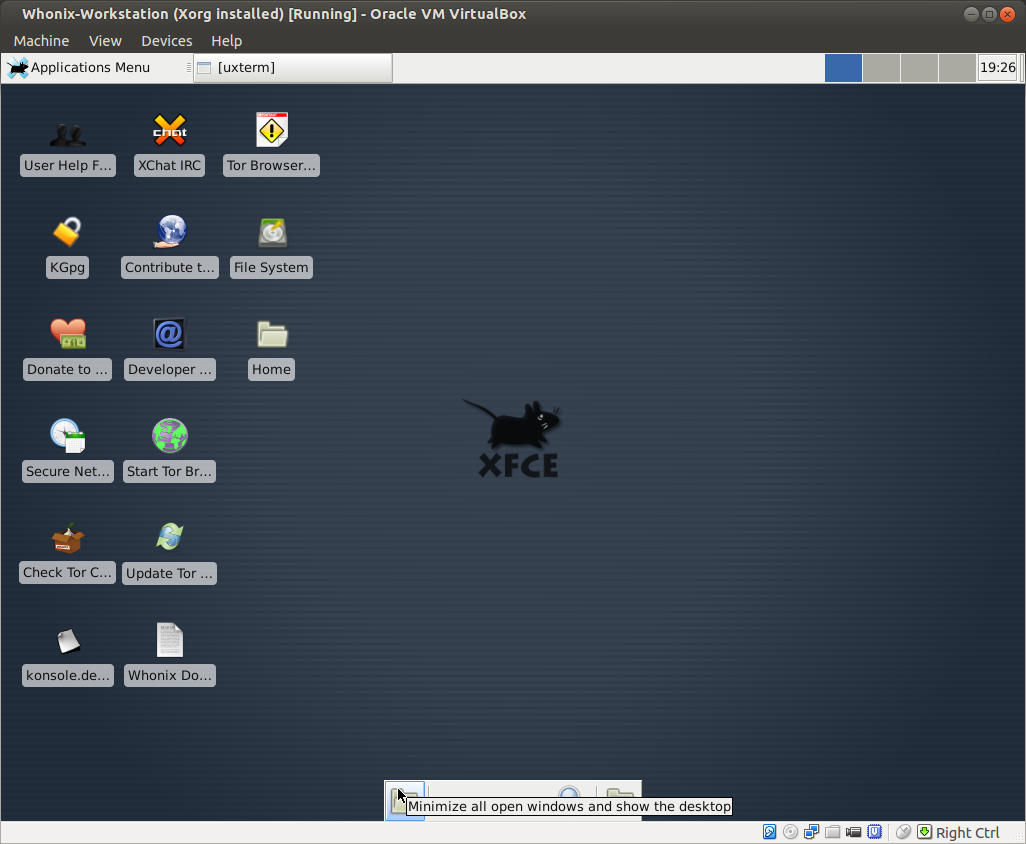 Whonix-Workstation (Xorg installed) [Running] - Oracle VM VirtualBox
Machine View Devices Help
Applications Menu [uxterm] 19:26
User Help F... XChat IRC Tor Browser...
KGpg Contribute t... File System
Donate to ... Developer ... Home
XFCE
Secure Net... Start Tor Br...
Check Tor C... Update Tor ...
konsole.de... Whonix Do...
Minimize all open windows and show the desktop
Right Ctrl